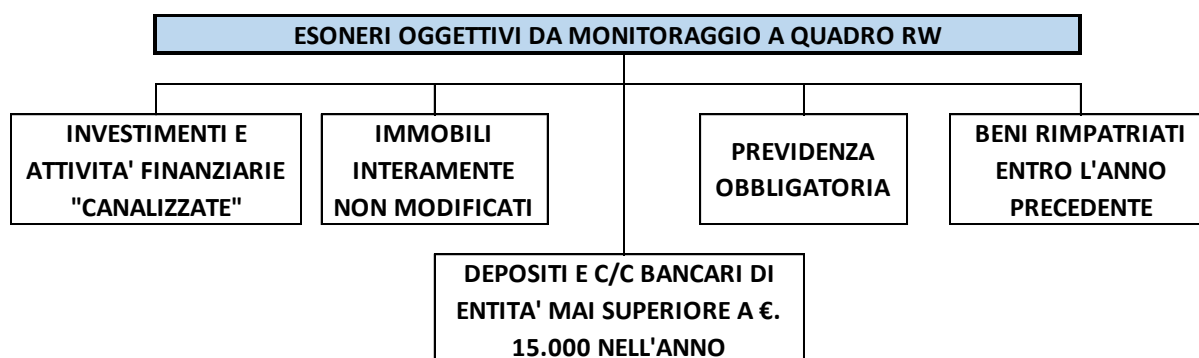 ESONERI OGGETTIVI DA MONITORAGGIO A QUADRO RW
INVESTIMENTI E
ATTIVITA' FINANZIARIE
"CANALIZZATE"
IMMOBILI
INTERAMENTE
NON MODIFICATI
PREVIDENZA
OBBLIGATORIA
BENI RIMPATRIATI
ENTRO L'ANNO
PRECEDENTE
DEPOSITI E C/C BANCARI DI
ENTITA' MAI SUPERIORE A €.
15.000 NELL'ANNO